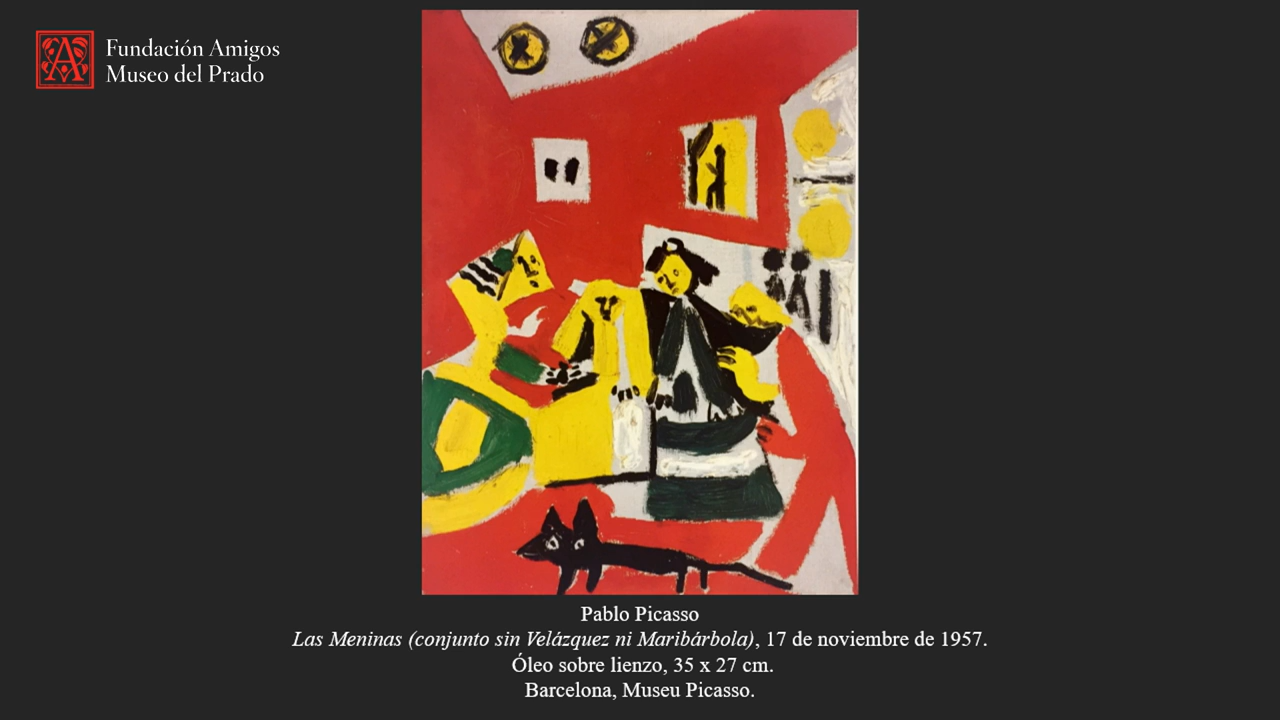 Fundación Amigos
Museo del Prado
Pablo Picasso
Las Meninas (conjunto sin Velázquez ni Maribárbola), 17 de noviembre de 1957.
Óleo sobre lienzo, 35 x 27 cm.
Barcelona, Museu Picasso.